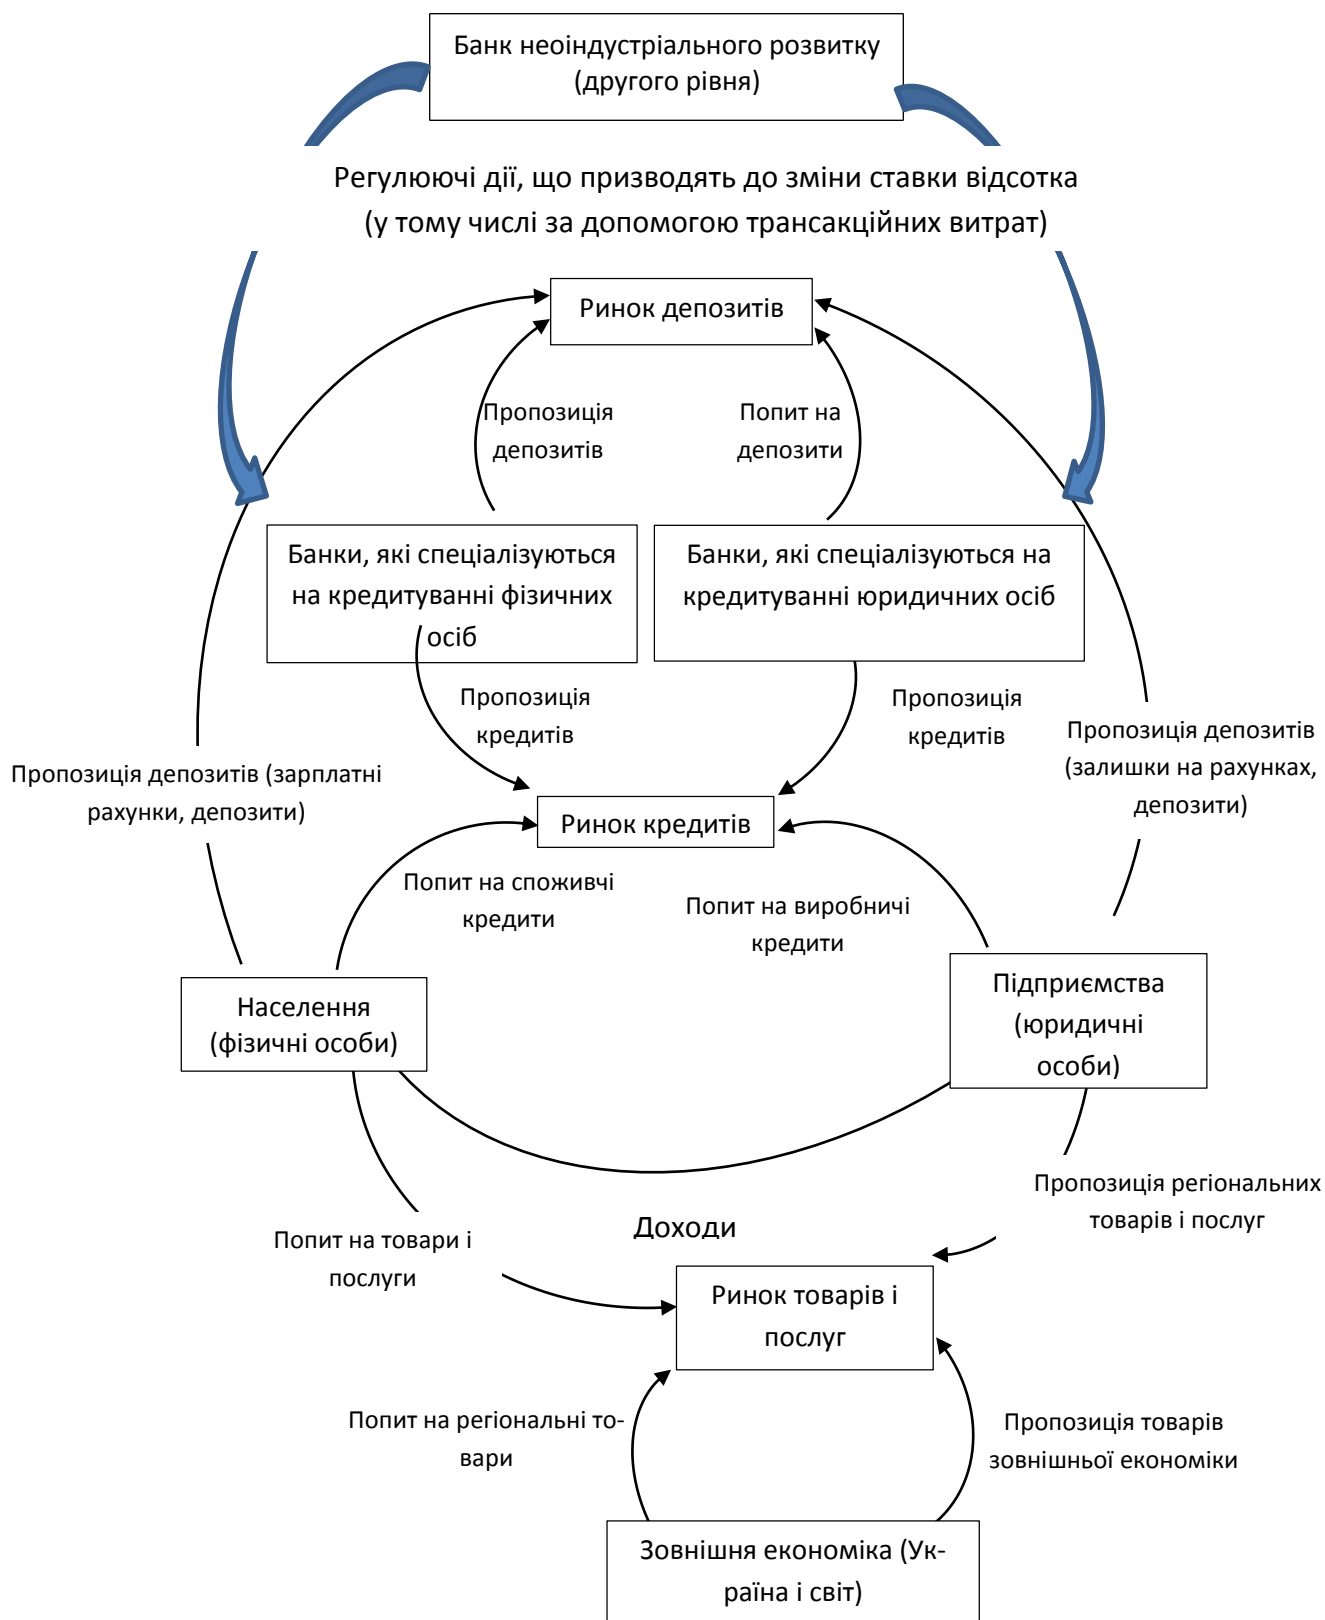 Банк неоіндустріального розвитку
(другого рівня)
Регулюючі дії, що призводять до зміни ставки відсотка
(у тому числі за допомогою трансакційних витрат)
Ринок депозитів
Пропозиція
депозитів
Попит на
депозити
Банки, які спеціалізуються
на кредитуванні фізичних
осіб
Банки, які спеціалізуються на
кредитуванні юридичних осіб
Пропозиція
кредитів
Пропозиція
кредитів
Пропозиція депозитів (зарплатні
рахунки, депозити)
Пропозиція депозитів
(залишки на рахунках,
депозити)
Ринок кредитів
Попит на споживчі
кредити
Попит на виробничі
кредити
Населення
(фізичні особи)
Підприємства
(юридичні
особи)
Попит на товари і
послуги
Доходи
Пропозиція регіональних
товарів і послуг
Ринок товарів і
послуг
Попит на регіональні то-
вари
Пропозиція товарів
зовнішньої економіки
Зовнішня економіка (Ук-
раїна і світ)